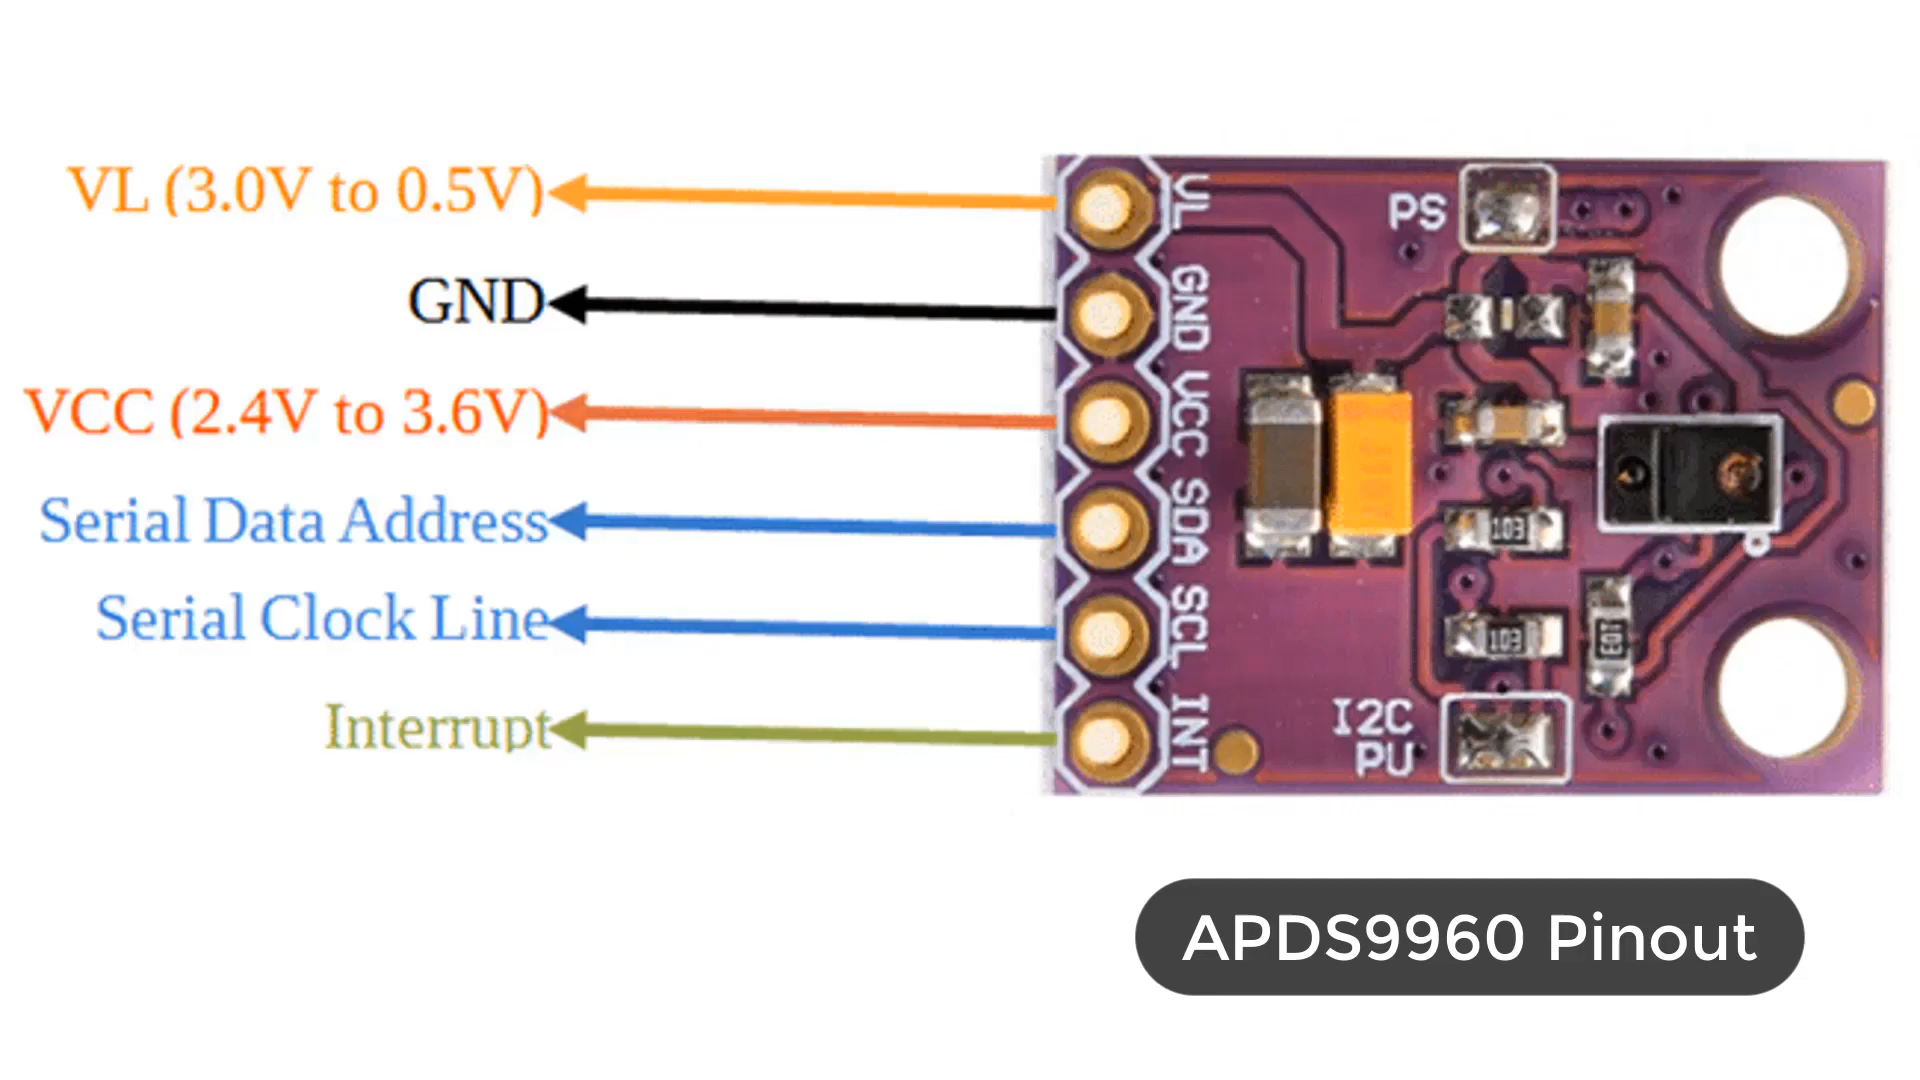 VL (3.0V to 0.5V)
GND
VCC (2.4V to 3.6V)
Serial Data Address
Serial Clock Line
Interrupt
VL
GND
VCC
SDA
SCL
INT
PS
103
103
103
I2C
PU
APDS9960 Pinout